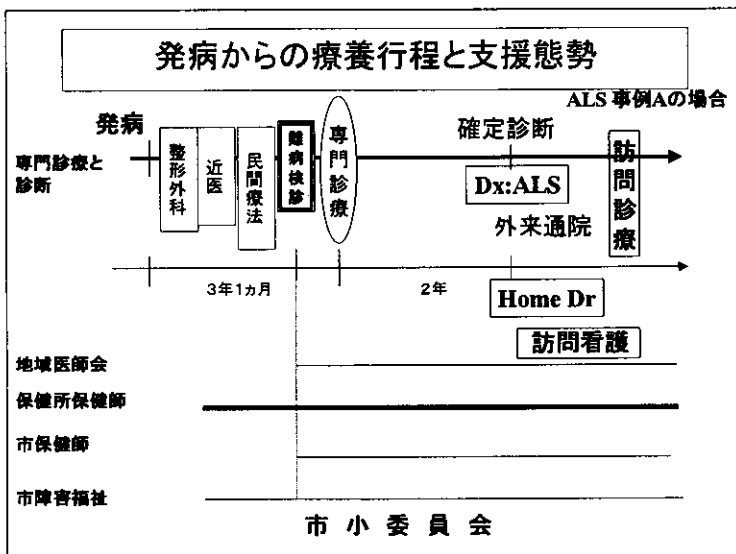 発病からの療養行程と支援態勢
ALS 事例Aの場合
発病
専門診療と
診断
整形外科
近医
民間療法
難病検診
専門診療
確定診断
Dx:ALS
外来通院
訪問診療
3年1ヵ月
2年
Home Dr
訪問看護
地域医師会
保健所保健師
市保健師
市障害福祉
市小委員会